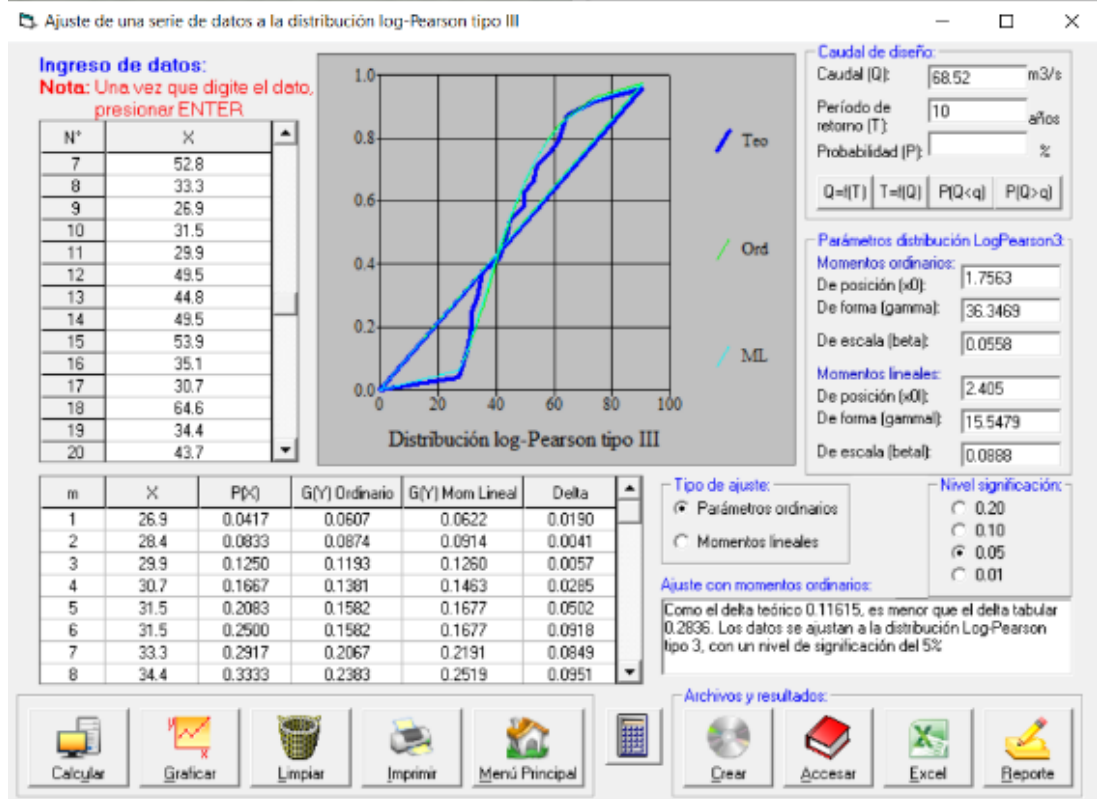 Ajuste de una serie de datos a la distribución log-Pearson tipo III
Ingreso de datos:
Nota: Una vez que digite el dato,
presionar ENTER
N° X
7 52.8
8 33.3
9 26.9
10 31.5
11 29.9
12 49.5
13 44.8
14 49.5
15 53.9
16 35.1
17 30.7
18 64.6
19 34.4
20 43.7
1.0
0.8
0.6
0.4
0.2
0.0
0 20 40 60 80 100
Distribución log-Pearson tipo III
Teo
Ord
ML
Caudal de diseño:
Caudal (Q): 68.52 m3/s
Período de
retorno (T): 10 años
Probabilidad (P): %
Q=f(T) T=f(Q) P(Q<q) P(Q>q)
Parámetros distribución LogPearson3:
Momentos ordinarios:
De posición (x0): 1.7563
De forma (gamma): 36.3469
De escala (beta): 0.0558
Momentos lineales:
De posición (x0l): 2.405
De forma (gammal): 15.5479
De escala (betal): 0.0888
m X P(X) G(Y) Ordinario G(Y) Mom Lineal Delta
1 26.9 0.0417 0.0607 0.0622 0.0190
2 28.4 0.0833 0.0874 0.0914 0.0041
3 29.9 0.1250 0.1193 0.1260 0.0057
4 30.7 0.1667 0.1381 0.1463 0.0285
5 31.5 0.2083 0.1582 0.1677 0.0502
6 31.5 0.2500 0.1582 0.1677 0.0918
7 33.3 0.2917 0.2067 0.2191 0.0849
8 34.4 0.3333 0.2383 0.2519 0.0951
Tipo de ajuste:
Parámetros ordinarios
Momentos lineales
Nivel significación:
0.20
0.10
0.05
0.01
Ajuste con momentos ordinarios:
Como el delta teórico 0.11615, es menor que el delta tabular
0.2836. Los datos se ajustan a la distribución Log-Pearson
tipo 3, con un nivel de significación del 5%
Calcular Graficar Limpiar Imprimir Menú Principal
Archivos y resultados:
Crear Accesar Excel Reporte